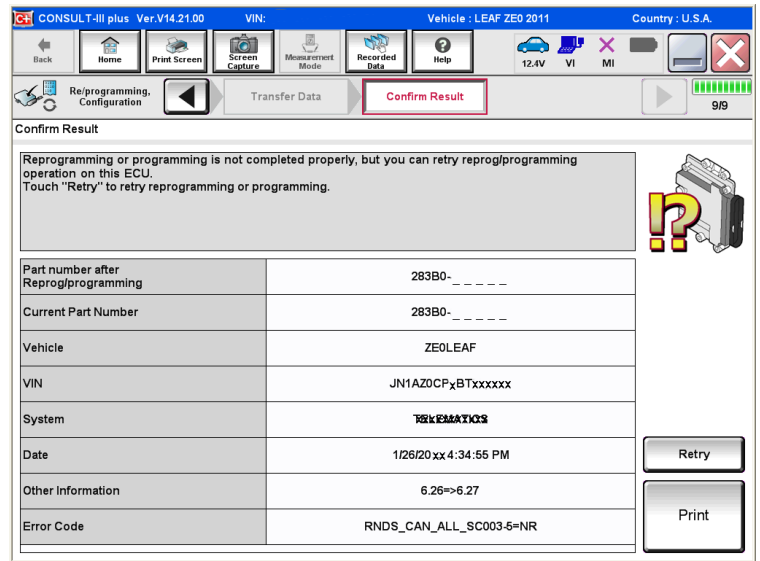 CONSULT-III plus Ver.V14.21.00 VIN: Vehicle : LEAF ZE0 2011 Country : U.S.A.
Back
Home
Print Screen
Screen Capture
Measurement Mode
Recorded Data
Help
12.4V
VI
MI
Re/programming, Configuration
Transfer Data
Confirm Result
9/9
Confirm Result
Reprogramming or programming is not completed properly, but you can retry reprog/programming
operation on this ECU.
Touch "Retry" to retry reprogramming or programming.
!?
Part number after Reprog/programming 283B0-_ _ _ _ _
Current Part Number 283B0-_ _ _ _ _
Vehicle ZE0LEAF
VIN JN1AZ0CPxBTxxxxxx
System
Date 1/26/20xx 4:34:55 PM
Other Information 6.26=>6.27
Error Code RNDS_CAN_ALL_SC003-5=NR
Retry
Print